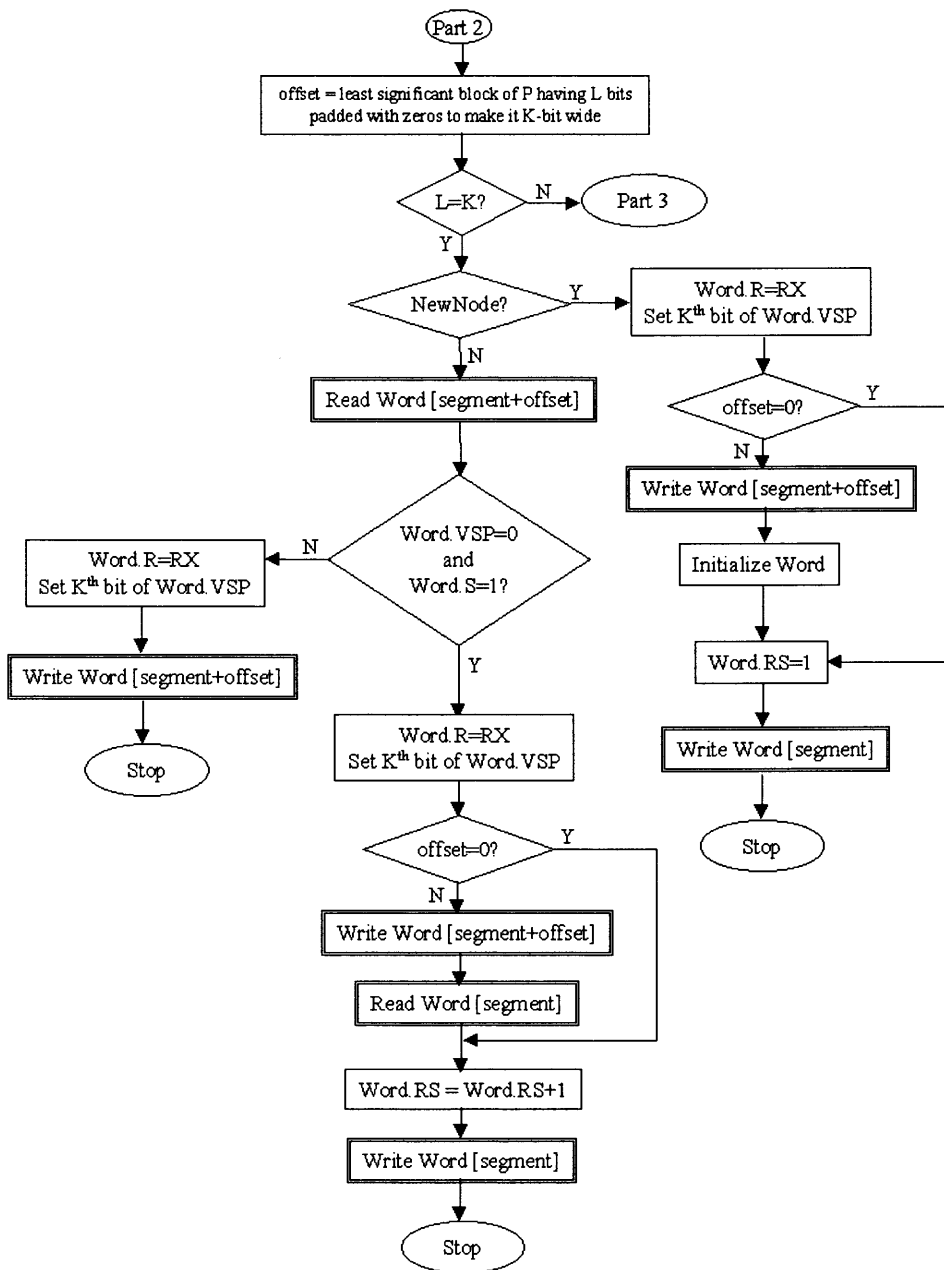 Part 2
offset = least significant block of P having L bits
padded with zeros to make it K-bit wide
L=K?
N
Part 3
Y
NewNode?
Y
Word.R=RX
Set Kth bit of Word.VSP
N
Read Word [segment+offset]
offset=0?
Y
N
Write Word [segment+offset]
Word.VSP=0
and
Word.S=1?
N
Word.R=RX
Set Kth bit of Word.VSP
Initialize Word
Write Word [segment+offset]
Y
Word.RS=1
Stop
Word.R=RX
Set Kth bit of Word.VSP
Write Word [segment]
offset=0?
Y
Stop
N
Write Word [segment+offset]
Read Word [segment]
Word.RS = Word.RS+1
Write Word [segment]
Stop